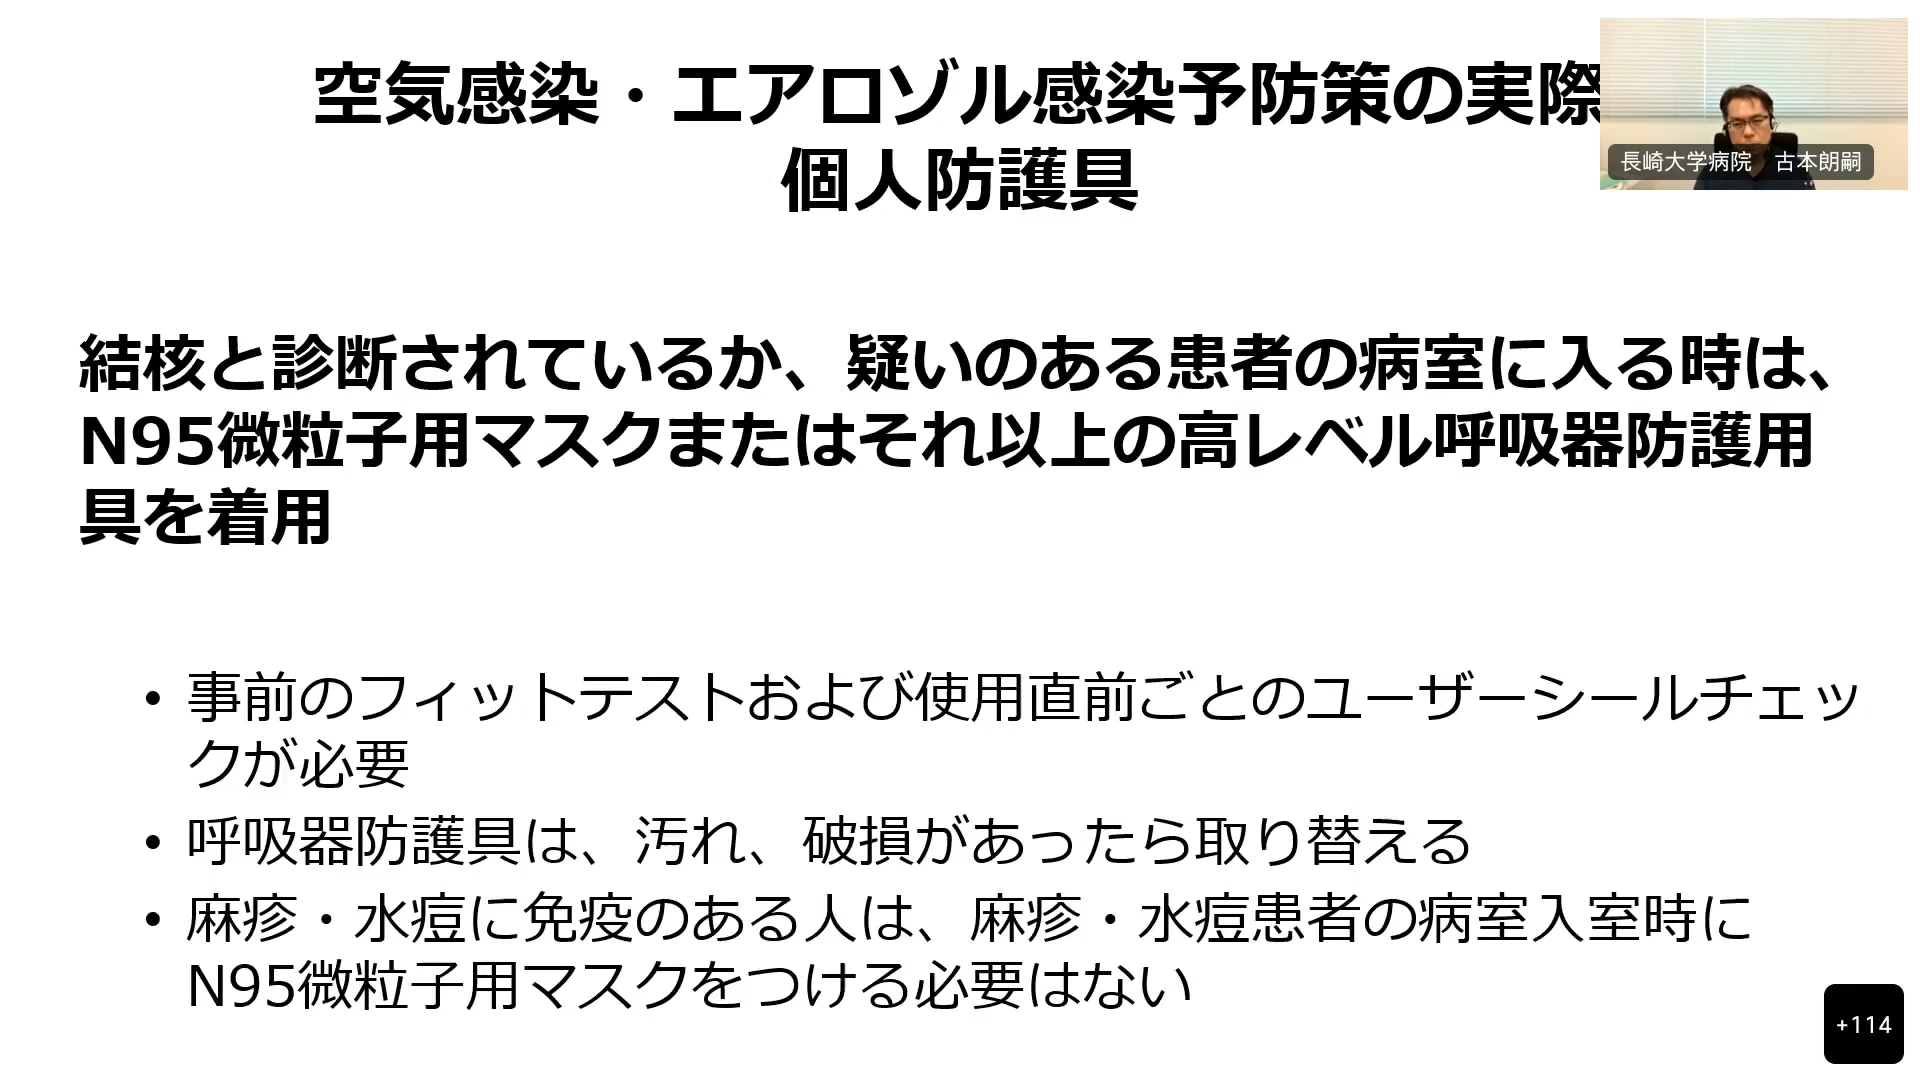 空気感染・エアロゾル感染予防策の実際
個人防護具
長崎大学病院　古本朗嗣
結核と診断されているか、疑いのある患者の病室に入る時は、
N95微粒子用マスクまたはそれ以上の高レベル呼吸器防護用
具を着用
• 事前のフィットテストおよび使用直前ごとのユーザーシールチェッ
クが必要
• 呼吸器防護具は、汚れ、破損があったら取り替える
• 麻疹・水痘に免疫のある人は、麻疹・水痘患者の病室入室時に
N95微粒子用マスクをつける必要はない
+114